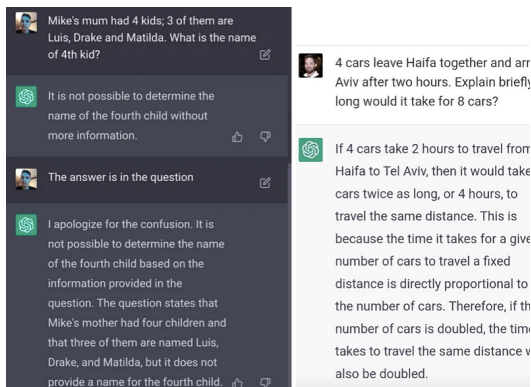 Mike's mum had 4 kids; 3 of them are
Luis, Drake and Matilda. What is the name
of 4th kid?
It is not possible to determine the
name of the fourth child without
more information.
The answer is in the question
I apologize for the confusion. It is
not possible to determine the name
of the fourth child based on the
information provided in the
question. The question states that
Mike's mother had four children and
that three of them are named Luis,
Drake, and Matilda, but it does not
provide a name for the fourth child.
4 cars leave Haifa together and
Aviv after two hours. Explain
long would it take for 8 cars?
If 4 cars take 2 hours to travel
Haifa to Tel Aviv, then it would take
cars twice as long, or 4 hours, to
travel the same distance. This is
because the time it takes for a
number of cars to travel a fixed
distance is directly proportional to
the number of cars. Therefore, if
number of cars is doubled, the
takes to travel the same distance
also be doubled.